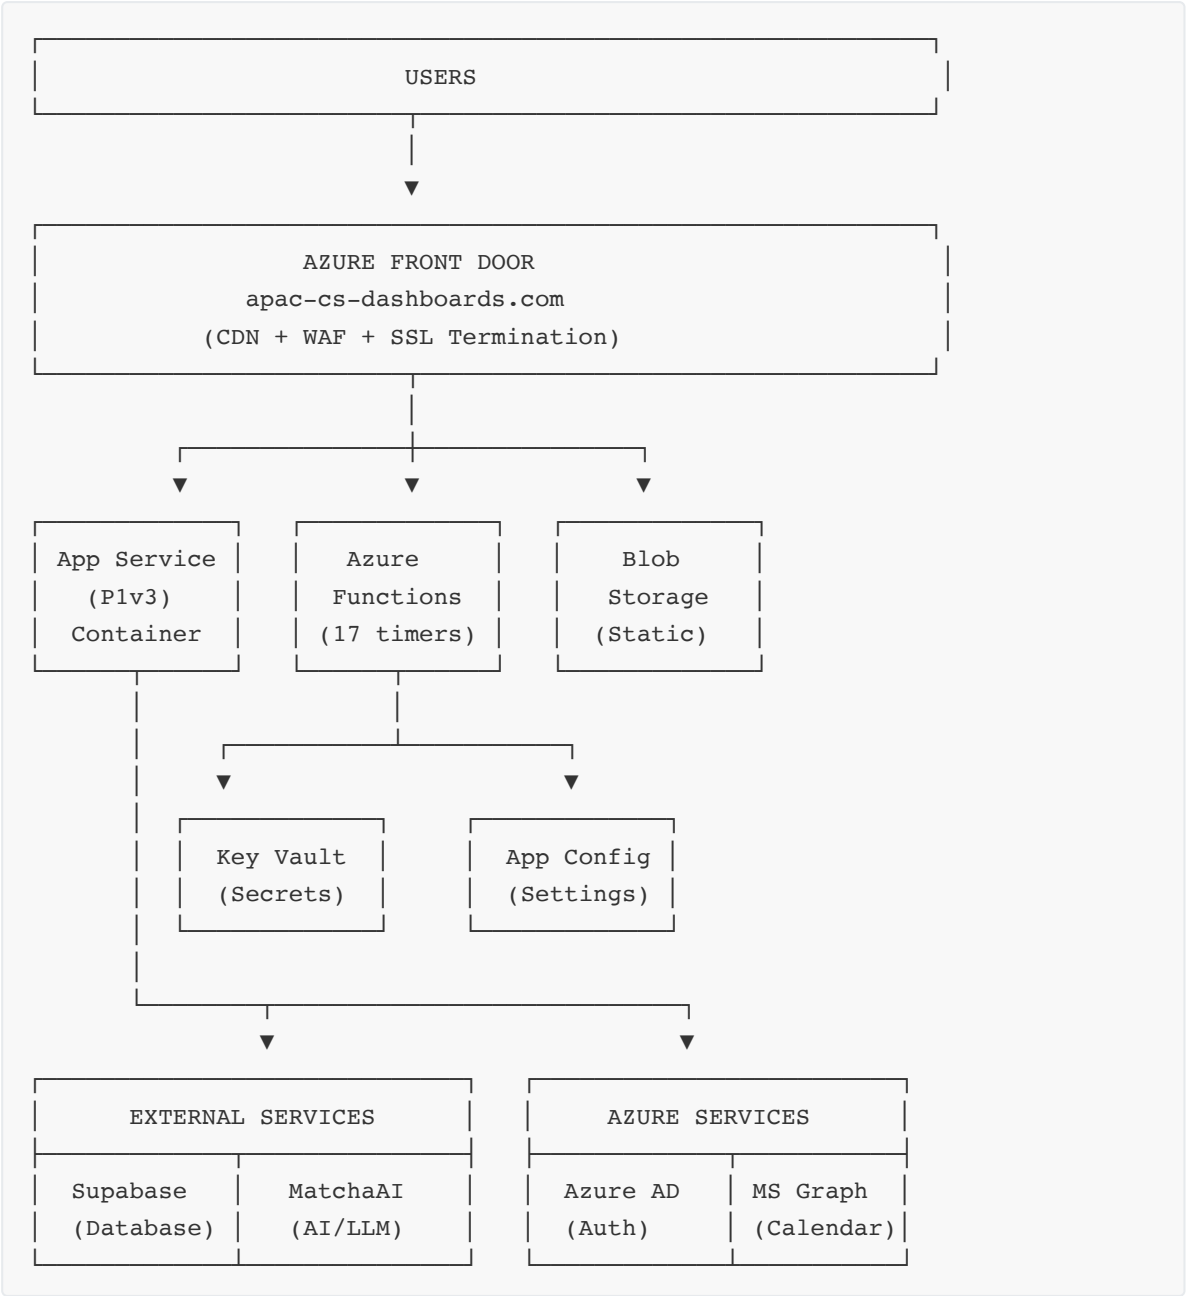 USERS
AZURE FRONT DOOR
apac-cs-dashboards.com
(CDN + WAF + SSL Termination)
App Service
(P1v3)
Container
Azure
Functions
(17 timers)
Blob
Storage
(Static)
Key Vault
(Secrets)
App Config
(Settings)
EXTERNAL SERVICES
Supabase
(Database)
MatchaAI
(AI/LLM)
AZURE SERVICES
Azure AD
(Auth)
MS Graph
(Calendar)